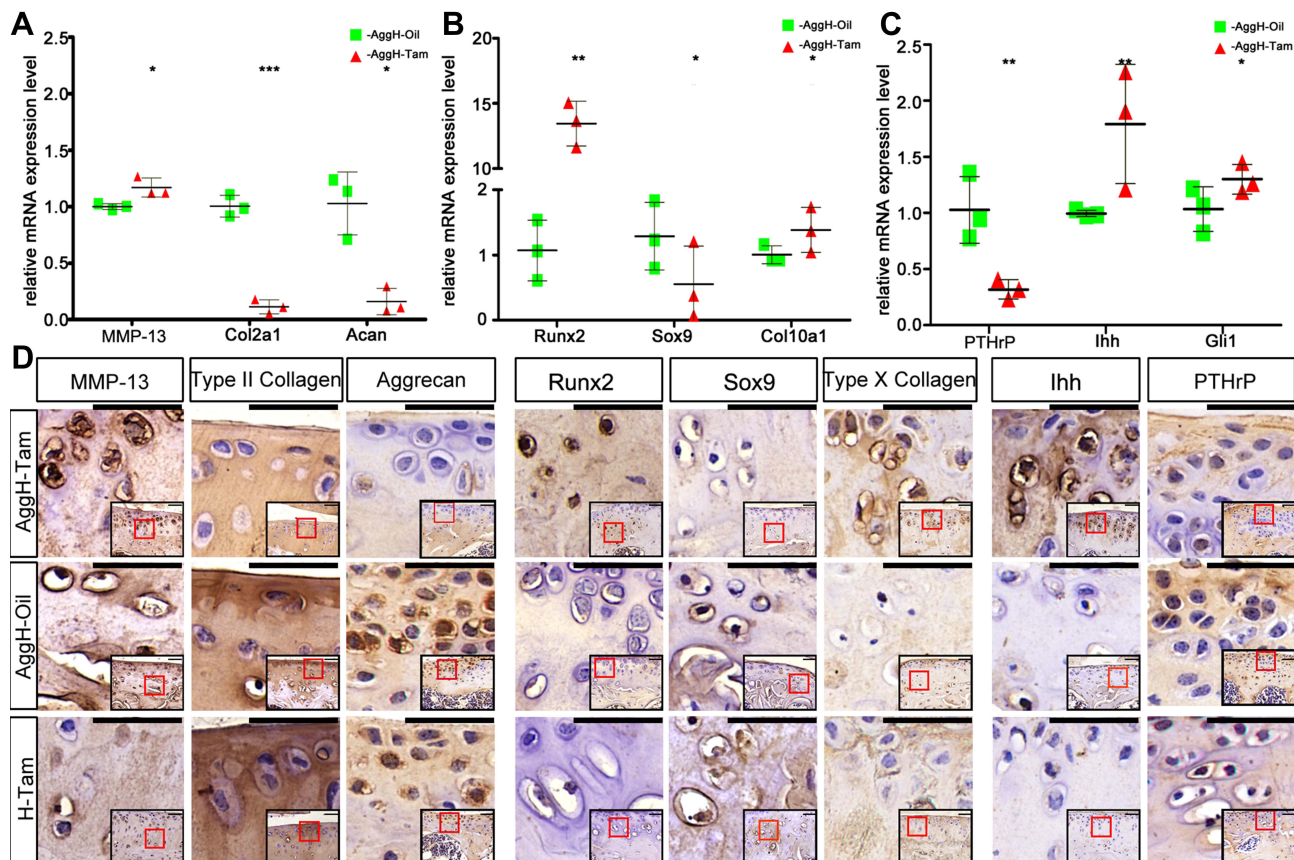 A
-AggH-Oil
-AggH-Tam
relative mRNA expression level
2.5
2.0
1.5
1.0
0.5
0.0
* *** *
MMP-13 Col2a1 Acan
B
-AggH-Oil
-AggH-Tam
relative mRNA expression level
20
15
10
2
1
0
** * *
Runx2 Sox9 Col10a1
C
-AggH-Oil
-AggH-Tam
relative mRNA expression level
2.5
2.0
1.5
1.0
0.5
0.0
** ** *
PTHrP Ihh Gli1
D
MMP-13 Type II Collagen Aggrecan Runx2 Sox9 Type X Collagen Ihh PTHrP
AggH-Tam
AggH-Oil
H-Tam